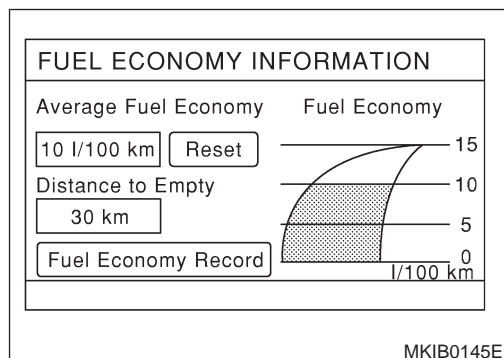 FUEL ECONOMY INFORMATION
Average Fuel Economy
10 l/100 km
Reset
Distance to Empty
30 km
Fuel Economy Record
Fuel Economy
15
10
5
0
l/100 km
MKIB0145E